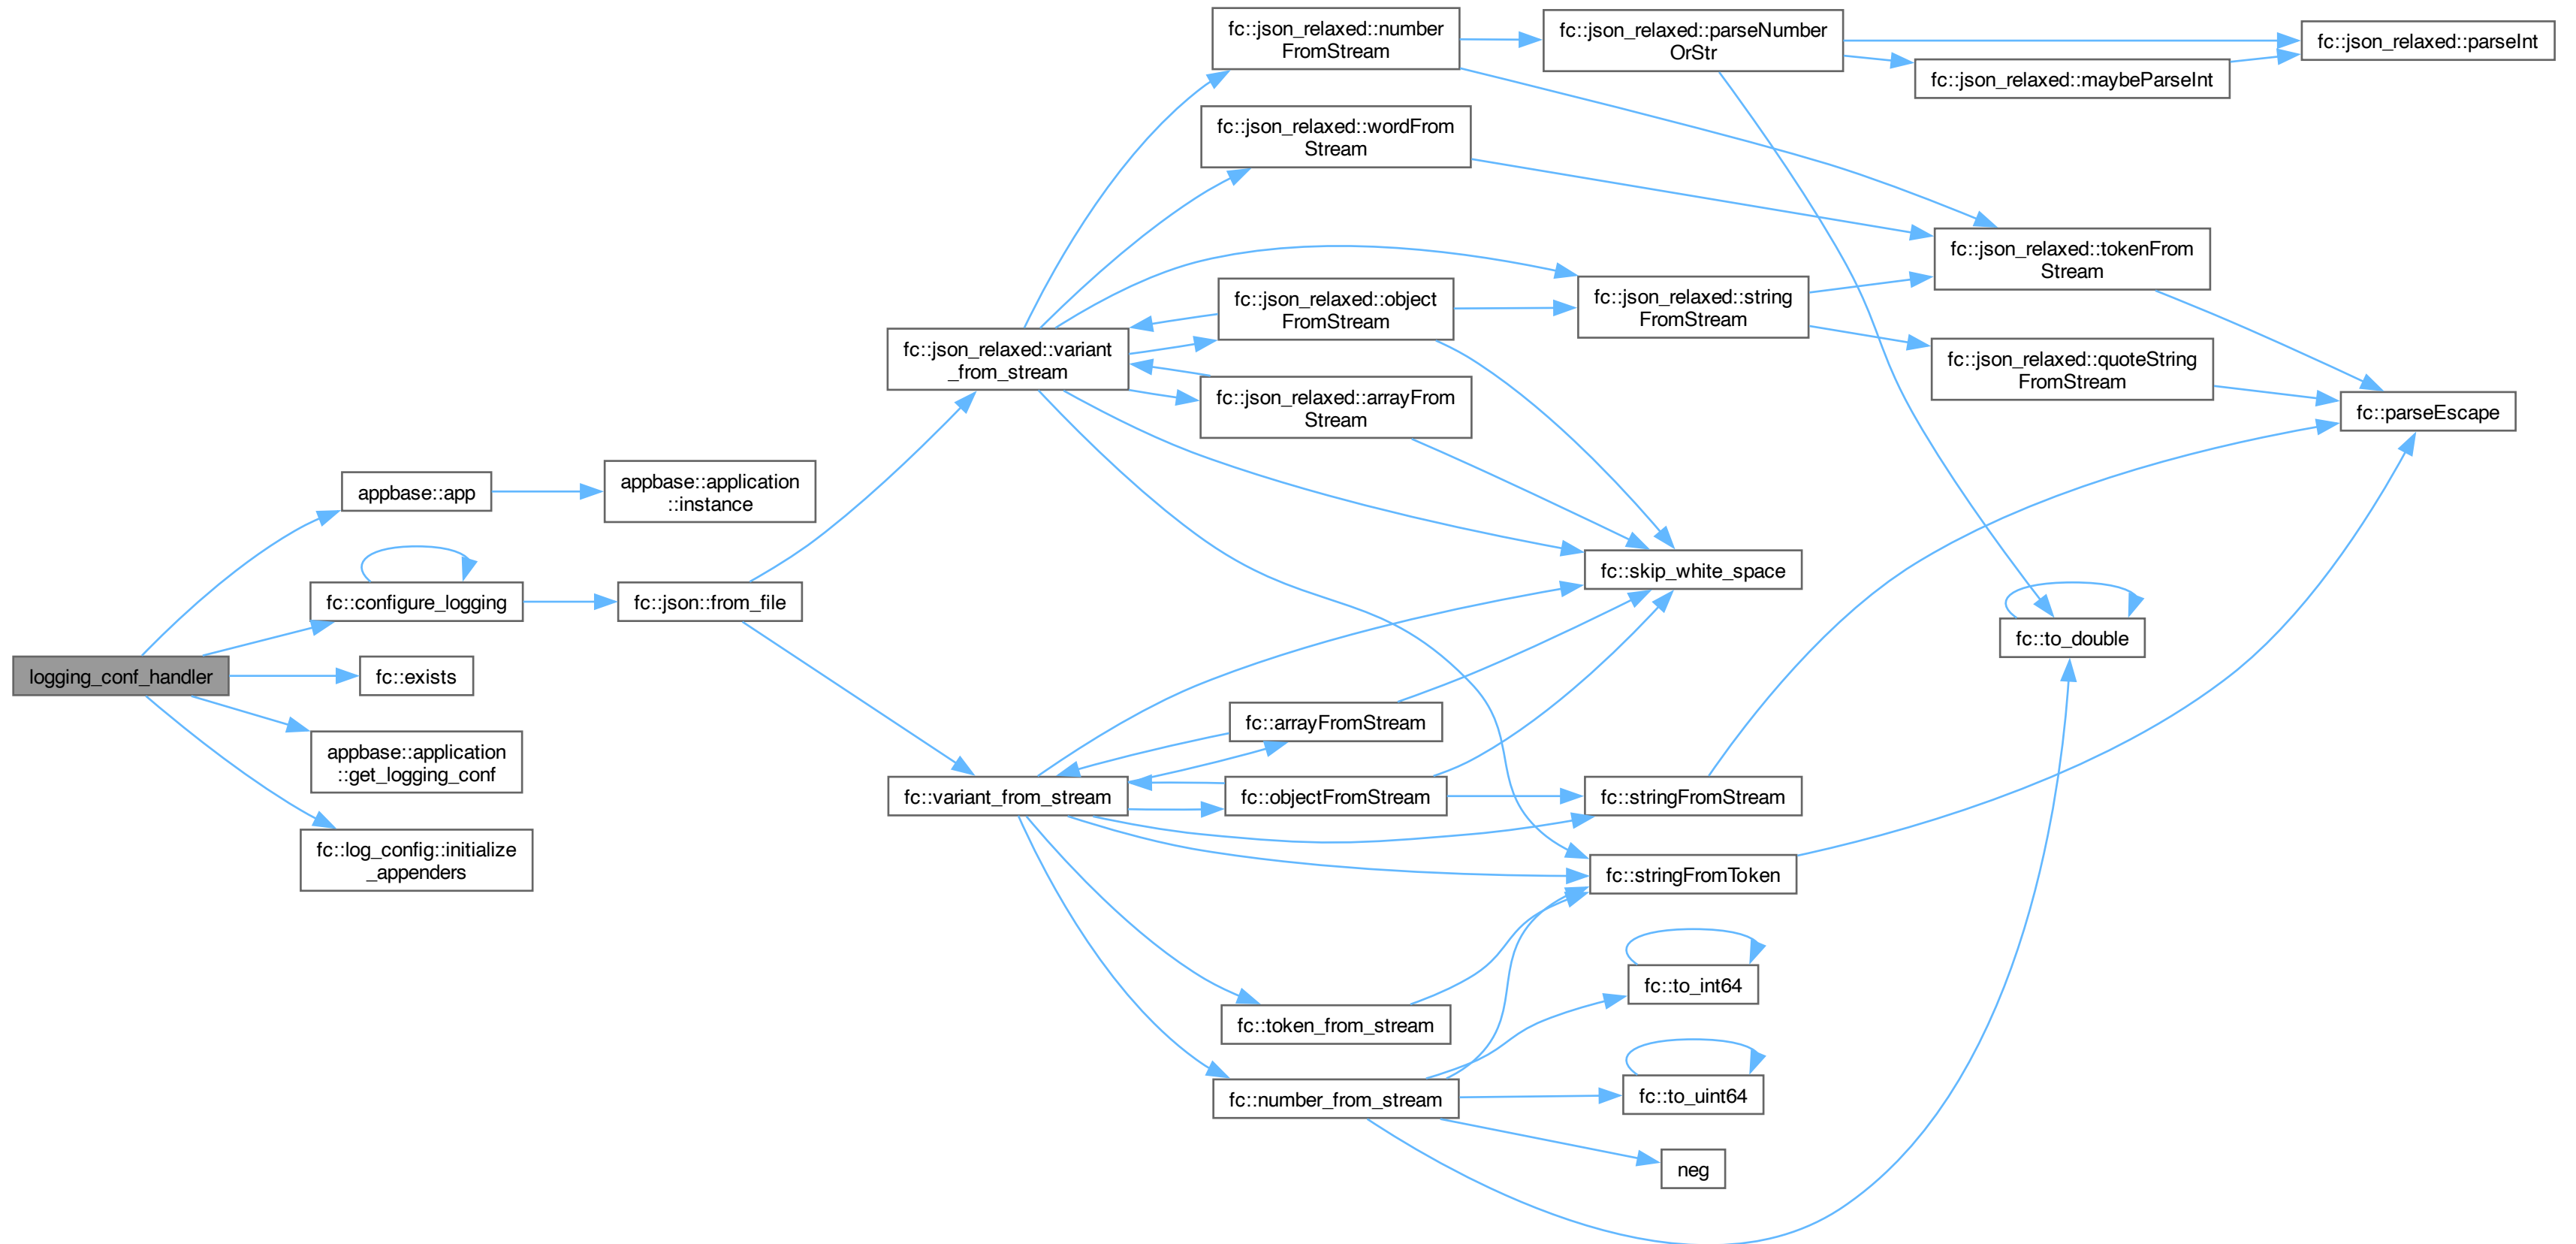 logging_conf_handler
appbase::app
appbase::application
::instance
fc::configure_logging
fc::json::from_file
fc::exists
appbase::application
::get_logging_conf
fc::log_config::initialize
_appenders
fc::json_relaxed::variant
_from_stream
fc::json_relaxed::number
FromStream
fc::json_relaxed::parseNumber
OrStr
fc::json_relaxed::parseInt
fc::json_relaxed::maybeParseInt
fc::json_relaxed::wordFrom
Stream
fc::json_relaxed::tokenFrom
Stream
fc::json_relaxed::object
FromStream
fc::json_relaxed::string
FromStream
fc::json_relaxed::quoteString
FromStream
fc::json_relaxed::arrayFrom
Stream
fc::parseEscape
fc::skip_white_space
fc::to_double
fc::arrayFromStream
fc::variant_from_stream
fc::objectFromStream
fc::stringFromStream
fc::stringFromToken
fc::to_int64
fc::token_from_stream
fc::number_from_stream
fc::to_uint64
neg